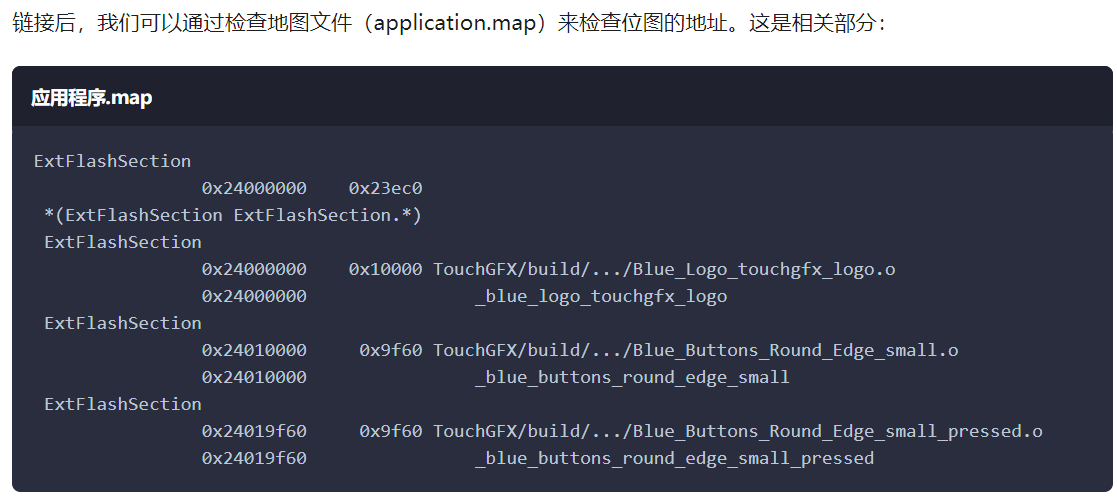 链接后，我们可以通过检查地图文件（application.map）来检查位图的地址。这是相关部分：
应用程序.map
ExtFlashSection
0x24000000 0x23ec0
*(ExtFlashSection ExtFlashSection.*)
ExtFlashSection
0x24000000 0x10000 TouchGFX/build/.../Blue_Logo_touchgfx_logo.o
0x24000000 _blue_logo_touchgfx_logo
ExtFlashSection
0x24010000 0x9f60 TouchGFX/build/.../Blue_Buttons_Round_Edge_small.o
0x24010000 _blue_buttons_round_edge_small
ExtFlashSection
0x24019f60 0x9f60 TouchGFX/build/.../Blue_Buttons_Round_Edge_small_pressed.o
0x24019f60 _blue_buttons_round_edge_small_pressed